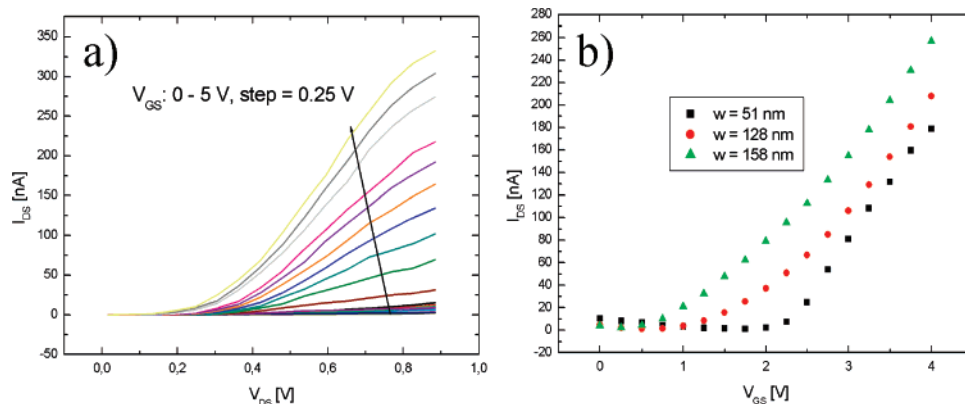 a)
V_GS: 0 - 5 V, step = 0.25 V
I_DS [nA]
350
300
250
200
150
100
50
0
-50
0,0 0,2 0,4 0,6 0,8 1,0
V_DS [V]
b)
w = 51 nm
w = 128 nm
w = 158 nm
I_DS [nA]
280
260
240
220
200
180
160
140
120
100
80
60
40
20
0
-20
0 1 2 3 4
V_GS [V]